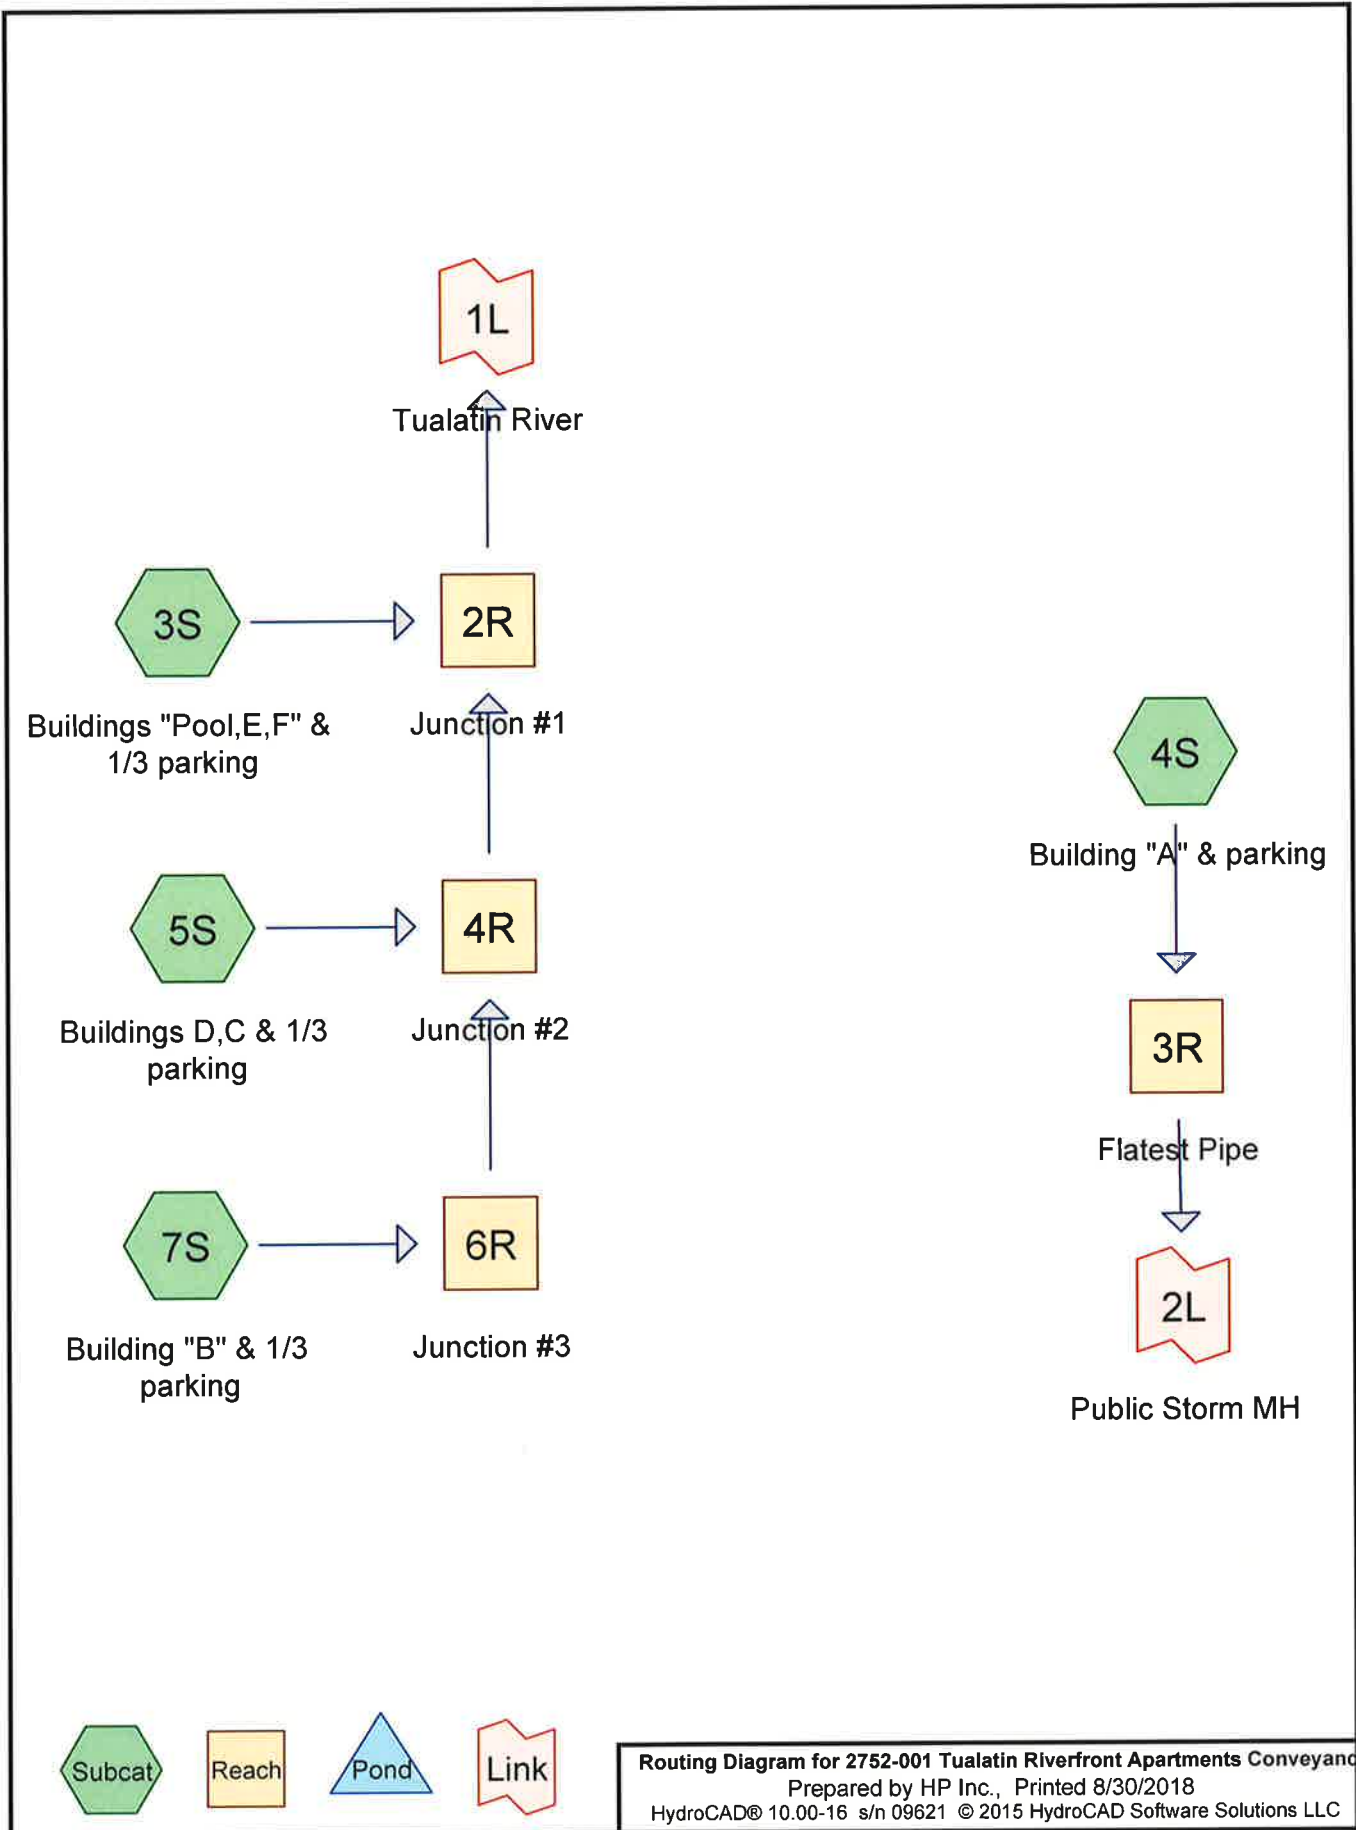 1L
Tualatin River
3S
2R
Buildings "Pool,E,F" &
1/3 parking
Junction #1
4S
Building "A" & parking
5S
4R
Buildings D,C & 1/3
parking
Junction #2
3R
Flatest Pipe
7S
6R
Building "B" & 1/3
parking
Junction #3
2L
Public Storm MH
Subcat
Reach
Pond
Link
Routing Diagram for 2752-001 Tualatin Riverfront Apartments Conveyanc
Prepared by HP Inc., Printed 8/30/2018
HydroCAD® 10.00-16 s/n 09621 © 2015 HydroCAD Software Solutions LLC